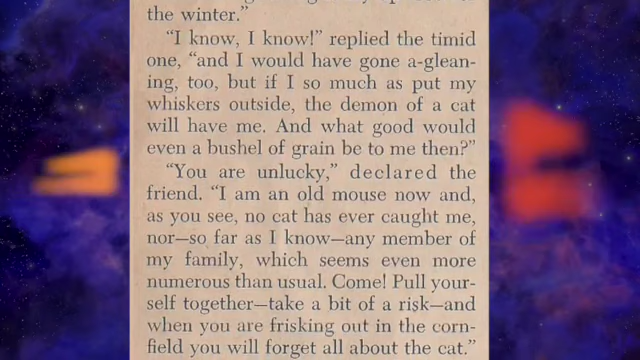 the winter."
"I know, I know!" replied the timid
one, "and I would have gone a-glean-
ing, too, but if I so much as put my
whiskers outside, the demon of a cat
will have me. And what good would
even a bushel of grain be to me then?"
"You are unlucky," declared the
friend. "I am an old mouse now and,
as you see, no cat has ever caught me,
nor—so far as I know—any member of
my family, which seems even more
numerous than usual. Come! Pull your-
self together—take a bit of a risk—and
when you are frisking out in the corn-
field you will forget all about the cat."